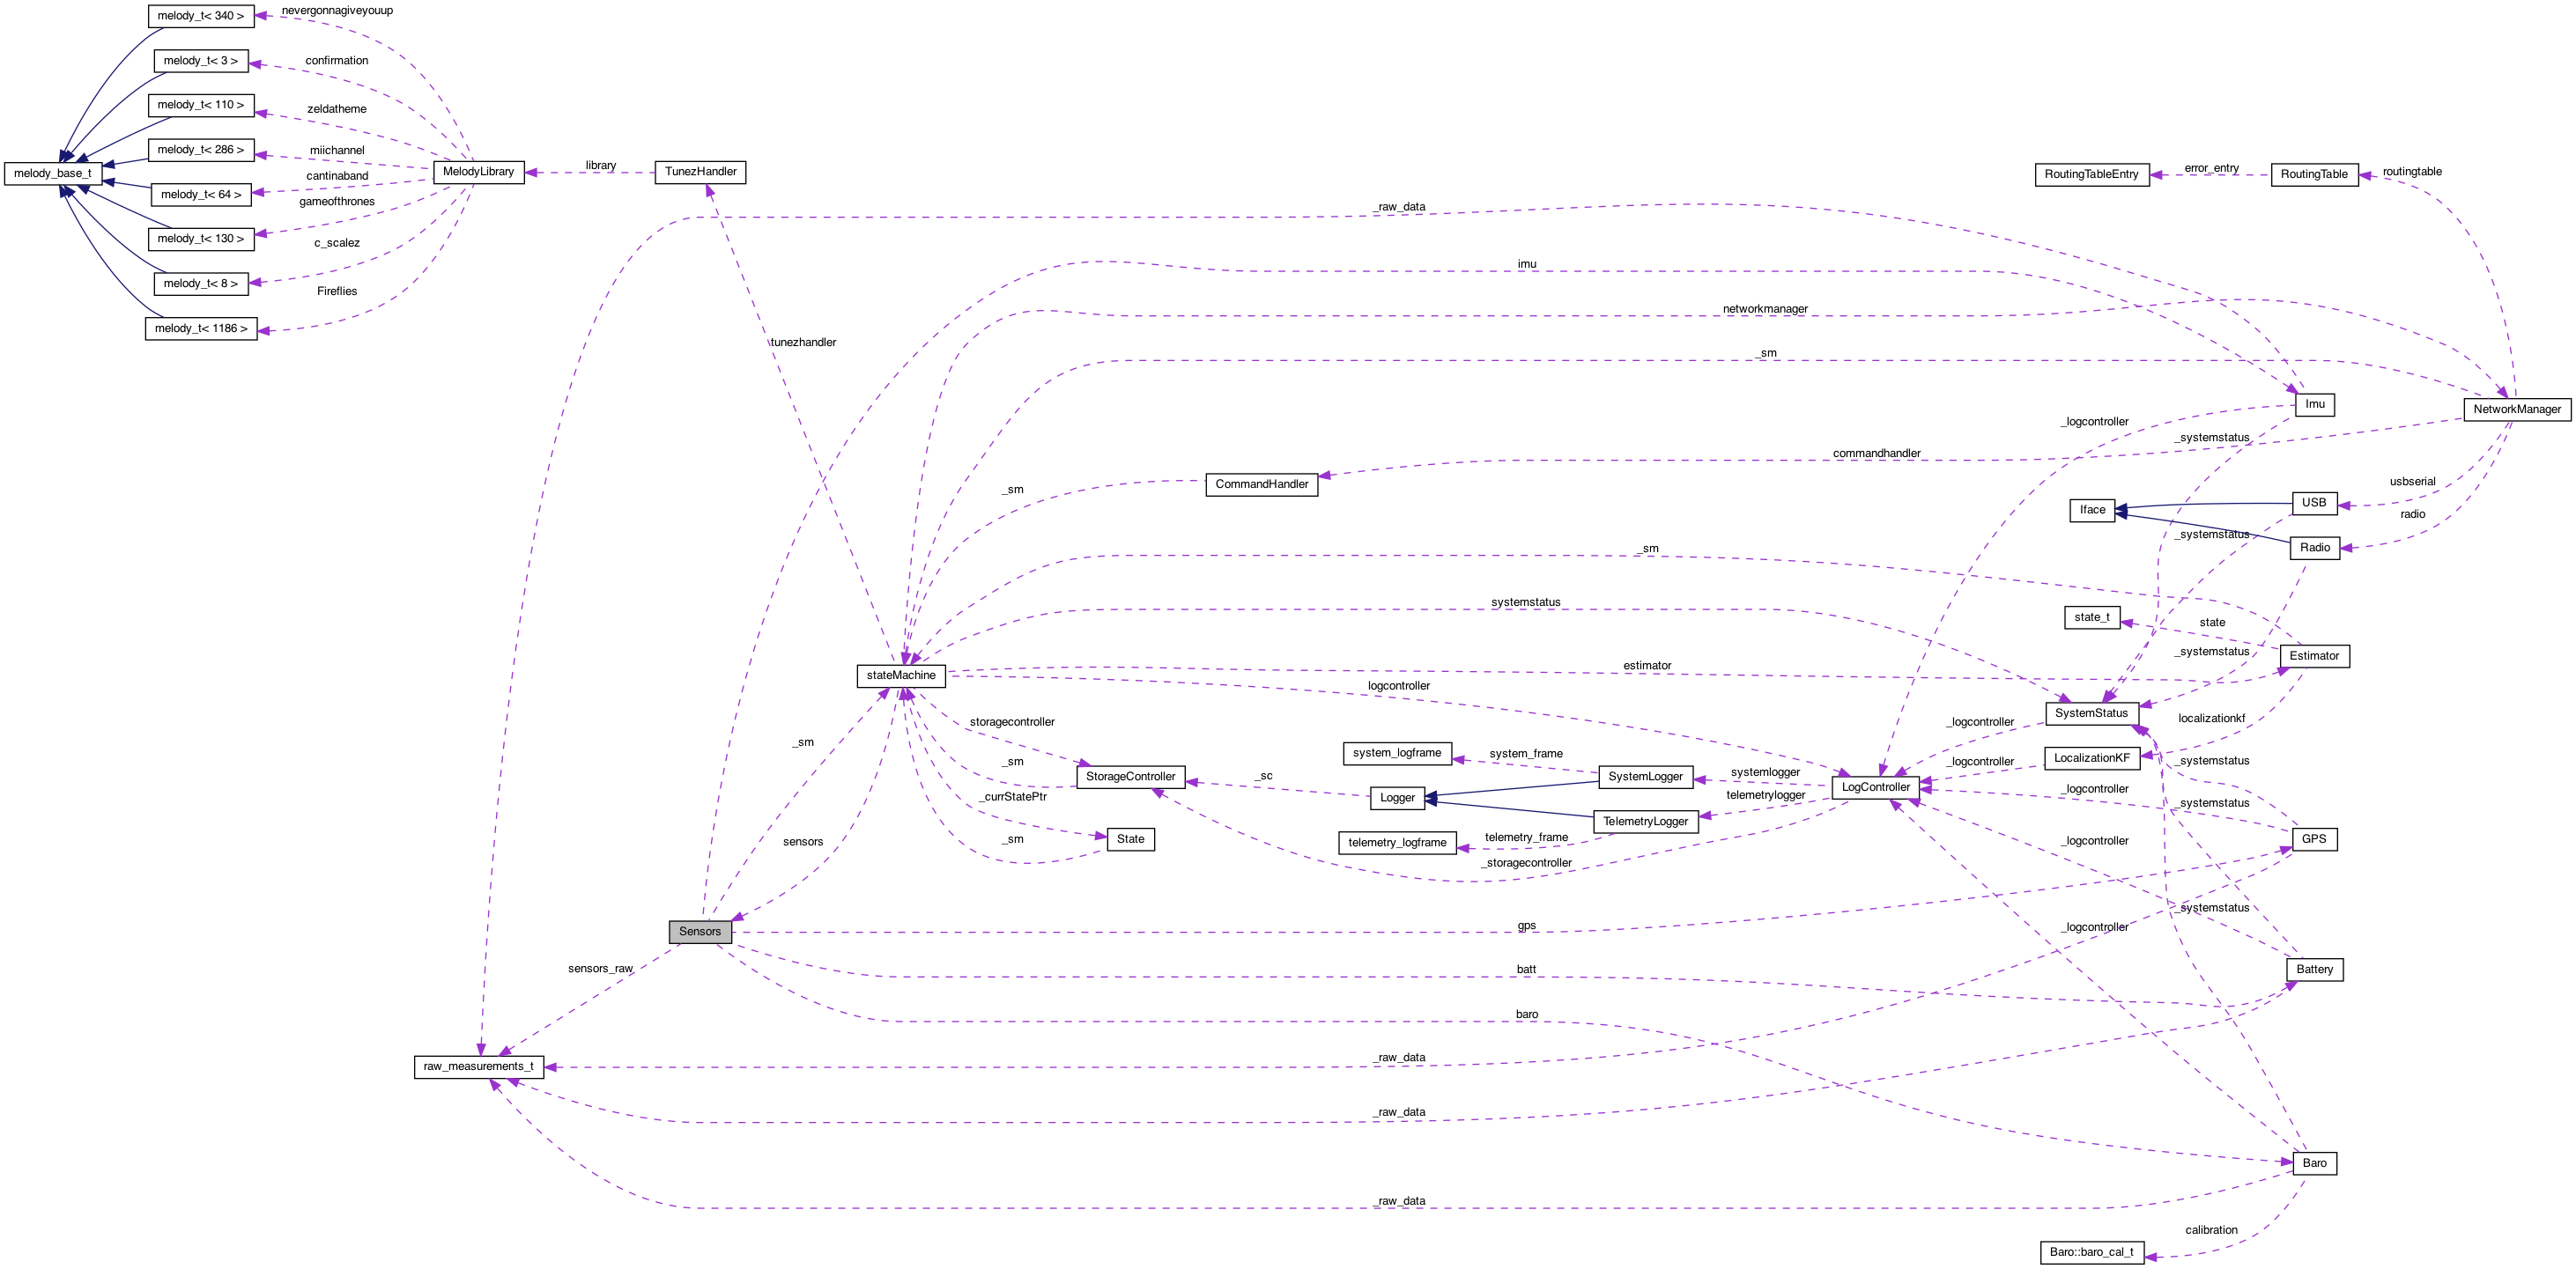 melody_t< 340 >
nevergonnagiveyouup
melody_t< 3 >
confirmation
melody_t< 110 >
zeldatheme
melody_t< 286 >
miichannel
melody_base_t
cantinaband
melody_t< 64 >
gameofthrones
melody_t< 130 >
c_scalez
melody_t< 8 >
Fireflies
melody_t< 1186 >
MelodyLibrary
library
TunezHandler
tunezhandler
RoutingTableEntry
error_entry
RoutingTable
routingtable
_raw_data
imu
networkmanager
_sm
Imu
NetworkManager
_logcontroller
_systemstatus
commandhandler
CommandHandler
_sm
usbserial
USB
Iface
radio
Radio
_systemstatus
_sm
systemstatus
state_t
state
Estimator
_systemstatus
estimator
stateMachine
logcontroller
SystemStatus
localizationkf
storagecontroller
_logcontroller
_sm
_sm
system_logframe
system_frame
LocalizationKF
_logcontroller
_systemstatus
StorageController
_sc
SystemLogger
systemlogger
LogController
_logcontroller
_currStatePtr
Logger
telemetrylogger
_systemstatus
TelemetryLogger
State
_sm
sensors
telemetry_logframe
telemetry_frame
_logcontroller
GPS
_storagecontroller
_systemstatus
Sensors
gps
_logcontroller
sensors_raw
batt
Battery
baro
raw_measurements_t
_raw_data
_raw_data
Baro
_raw_data
calibration
Baro::baro_cal_t